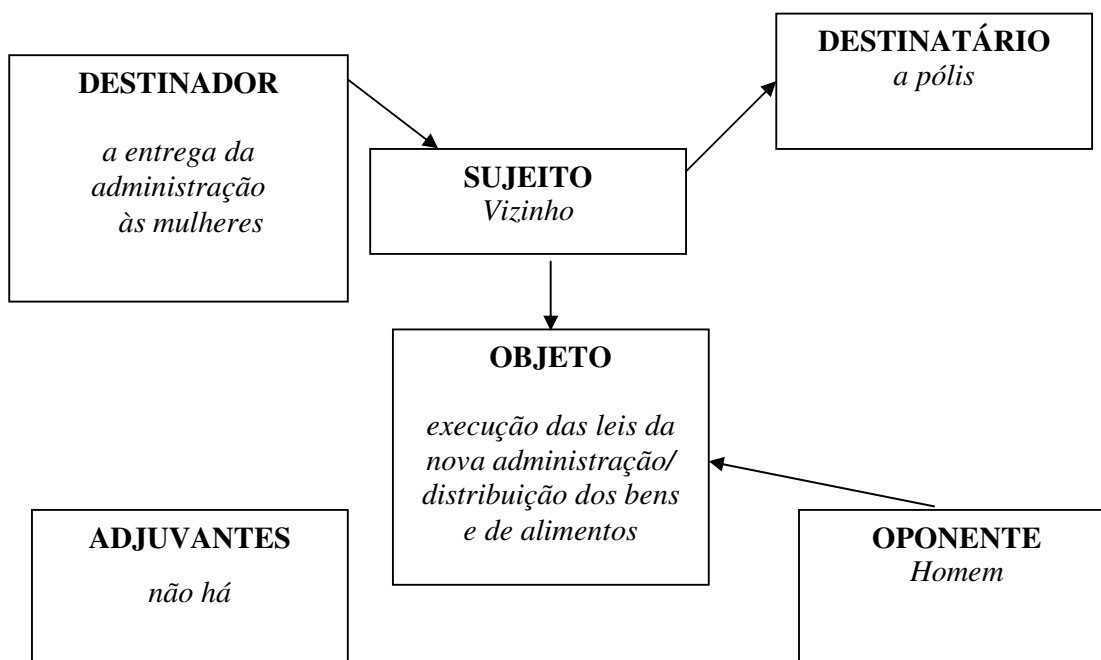 DESTINADOR
a entrega da
administração
às mulheres
SUJEITO
Vizinho
DESTINATÁRIO
a pólis
OBJETO
execução das leis da
nova administração/
distribuição dos bens
e de alimentos
ADJUVANTES
não há
OPONENTE
Homem